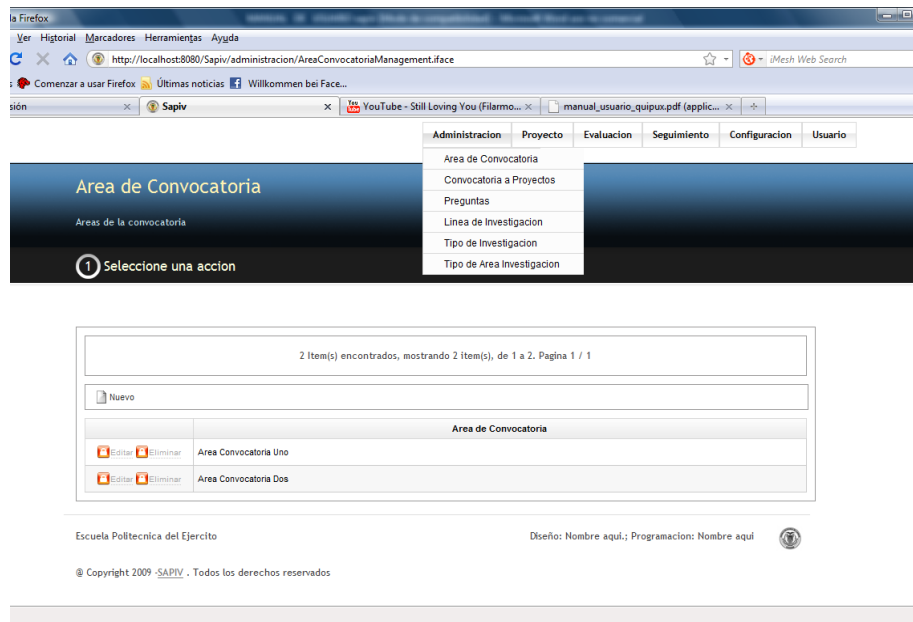 la Firefox
Ver Historial Marcadores Herramientas Ayuda
http://localhost:8080/Sapiv/administracion/AreaConvocatoriaManagement.iface iMesh Web Search
s Comenzar a usar Firefox Últimas noticias Willkommen bei Face...
sión Sapiv YouTube - Still Loving You (Filarmo... manual_usuario_quipux.pdf (applic...
Administracion Proyecto Evaluacion Seguimiento Configuracion Usuario
Area de Convocatoria
Convocatoria a Proyectos
Preguntas
Linea de Investigacion
Tipo de Investigacion
Tipo de Area Investigacion
Area de Convocatoria
Areas de la convocatoria
1 Seleccione una accion
2 Item(s) encontrados, mostrando 2 item(s), de 1 a 2. Pagina 1 / 1
Nuevo
Area de Convocatoria
Editar Eliminar Area Convocatoria Uno
Editar Eliminar Area Convocatoria Dos
Escuela Politecnica del Ejercito Diseño: Nombre aqui.; Programacion: Nombre aqui
@ Copyright 2009 -SAPIV . Todos los derechos reservados